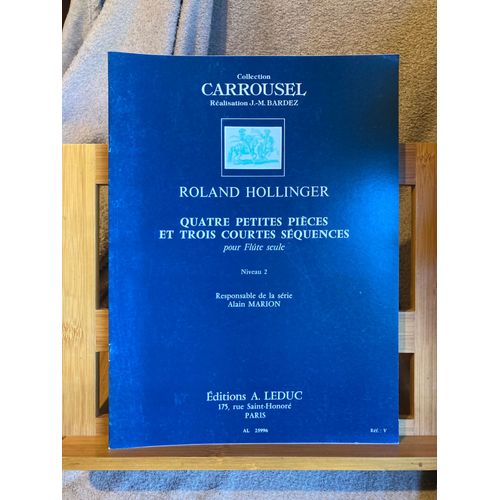 Collection
CARROUSEL
Réalisation J.-M. BARDEZ
ROLAND HOLLINGER
QUATRE PETITES PIÈCES
ET TROIS COURTES SÉQUENCES
pour Flûte seule
Niveau 2
Responsable de la série
Alain MARION
Éditions A. LEDUC
175, rue Saint-Honoré
PARIS
AL 25996
Réf. : V